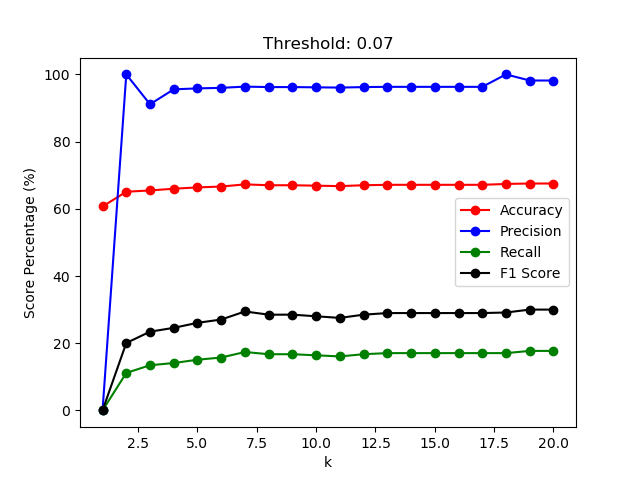 Threshold: 0.07
Score Percentage (%)
100
80
60
40
20
0
Accuracy
Precision
Recall
F1 Score
2.5 5.0 7.5 10.0 12.5 15.0 17.5 20.0
k